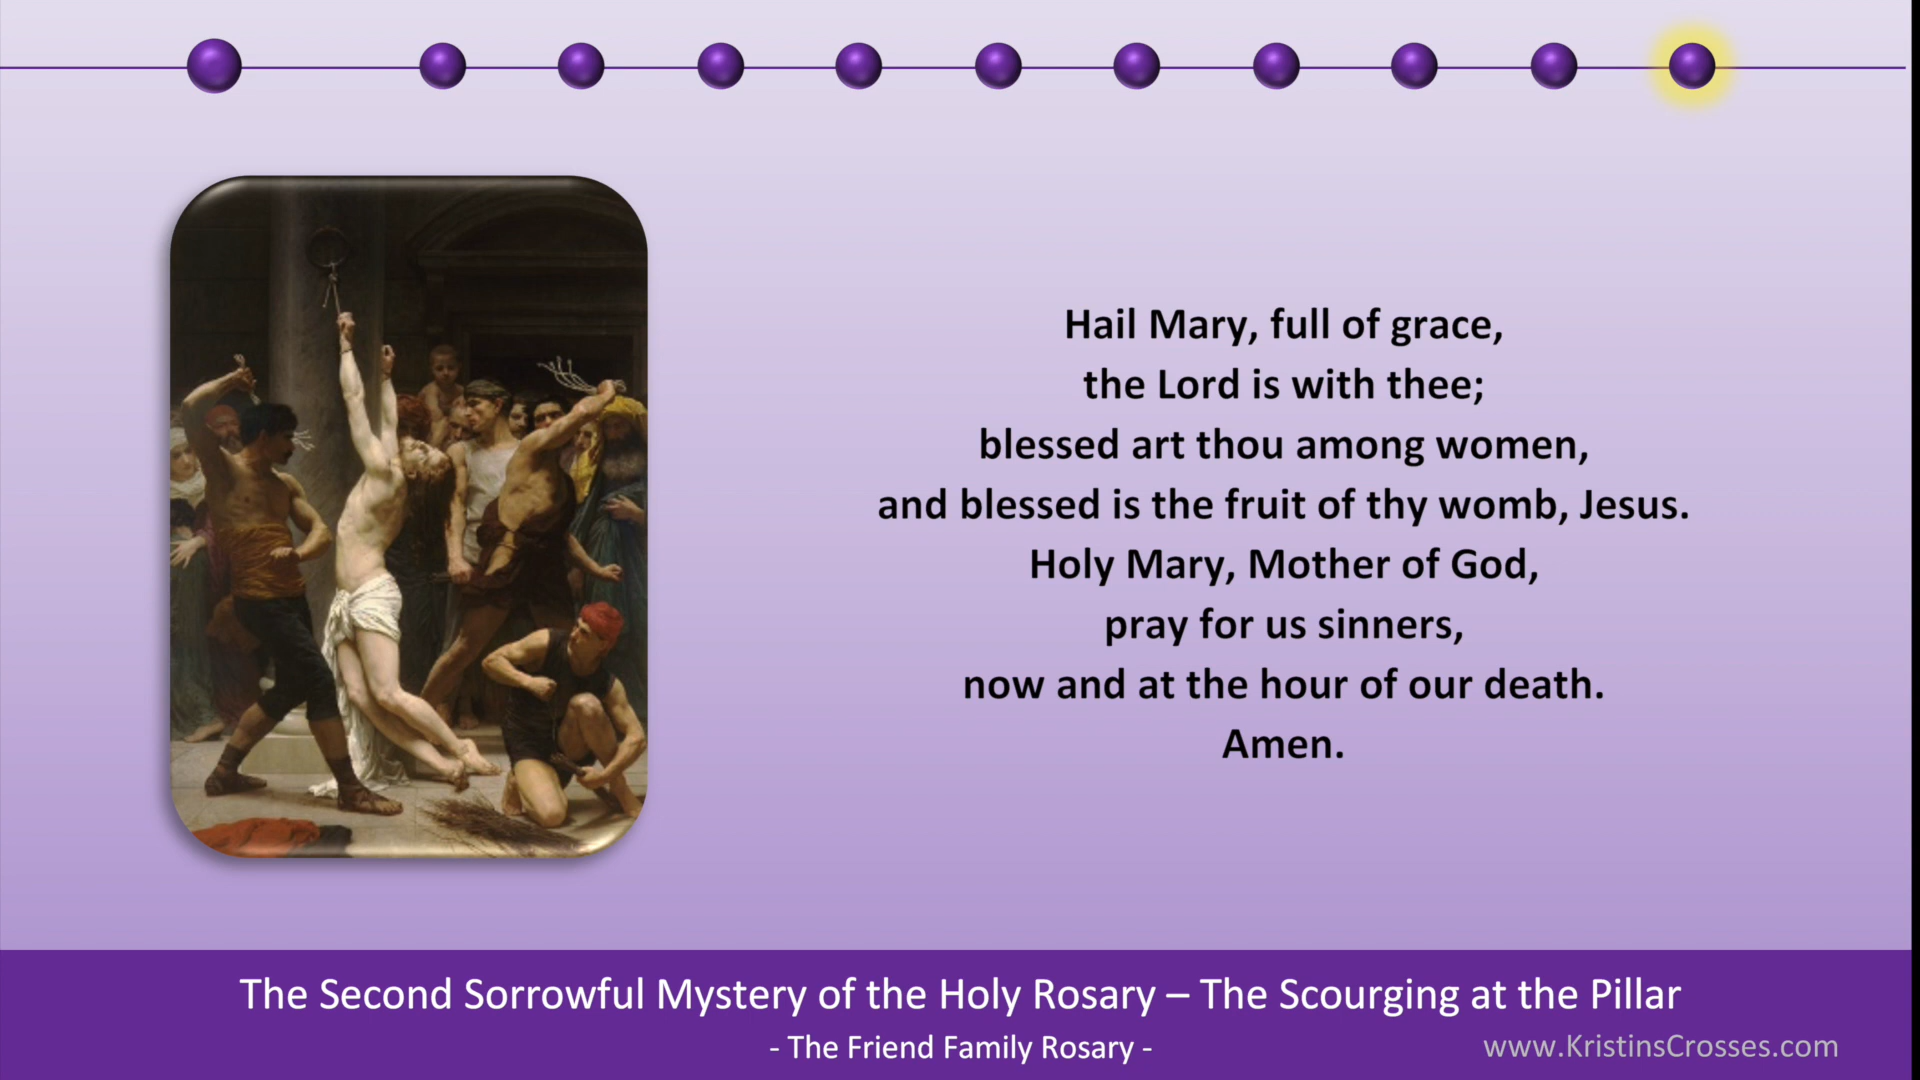 Hail Mary, full of grace,
the Lord is with thee;
blessed art thou among women,
and blessed is the fruit of thy womb, Jesus.
Holy Mary, Mother of God,
pray for us sinners,
now and at the hour of our death.
Amen.
The Second Sorrowful Mystery of the Holy Rosary – The Scourging at the Pillar
- The Friend Family Rosary -
www.KristinsCrosses.com